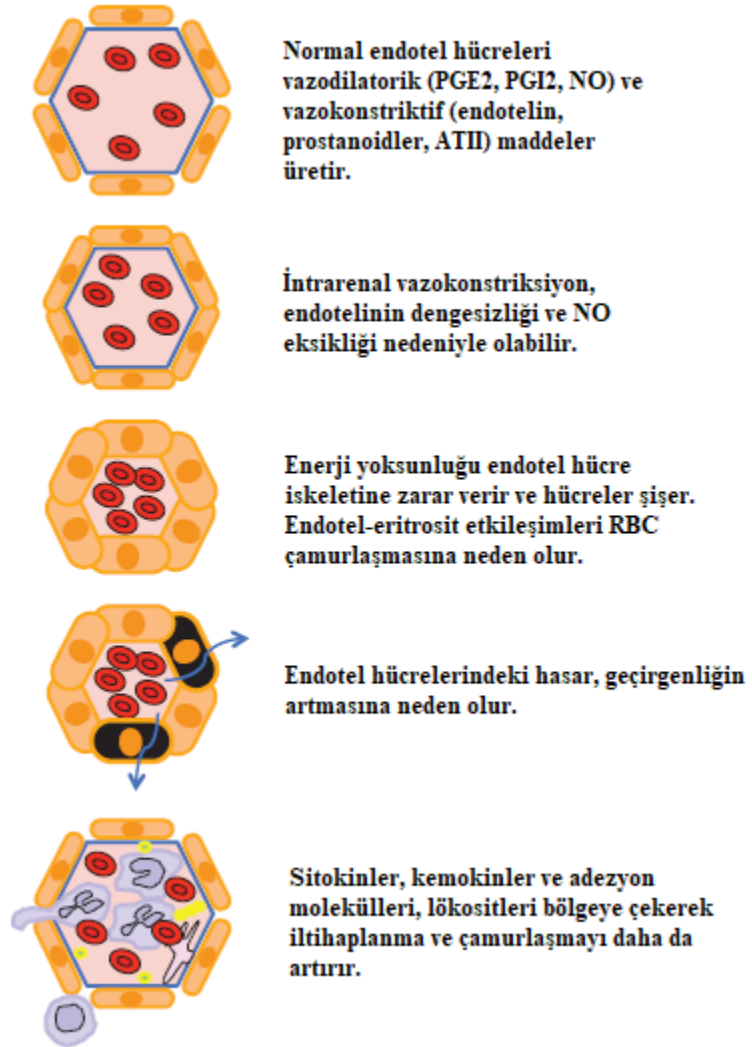 Normal endotel hücreleri
vazodilatorik (PGE2, PGI2, NO) ve
vazokonstriktif (endotelin,
prostanoidler, ATII) maddeler
üretir.
İntrarenal vazokonstriksiyon,
endotelinin dengesizliği ve NO
eksikliği nedeniyle olabilir.
Enerji yoksunluğu endotel hücre
iskeletine zarar verir ve hücreler şişer.
Endotel-eritrosit etkileşimleri RBC
çamurlaşmasına neden olur.
Endotel hücrelerindeki hasar, geçirgenliğin
artmasına neden olur.
Sitokinler, kemokinler ve adezyon
molekülleri, lökositleri bölgeye çekerek
iltihaplanma ve çamurlaşmayı daha da
artırır.